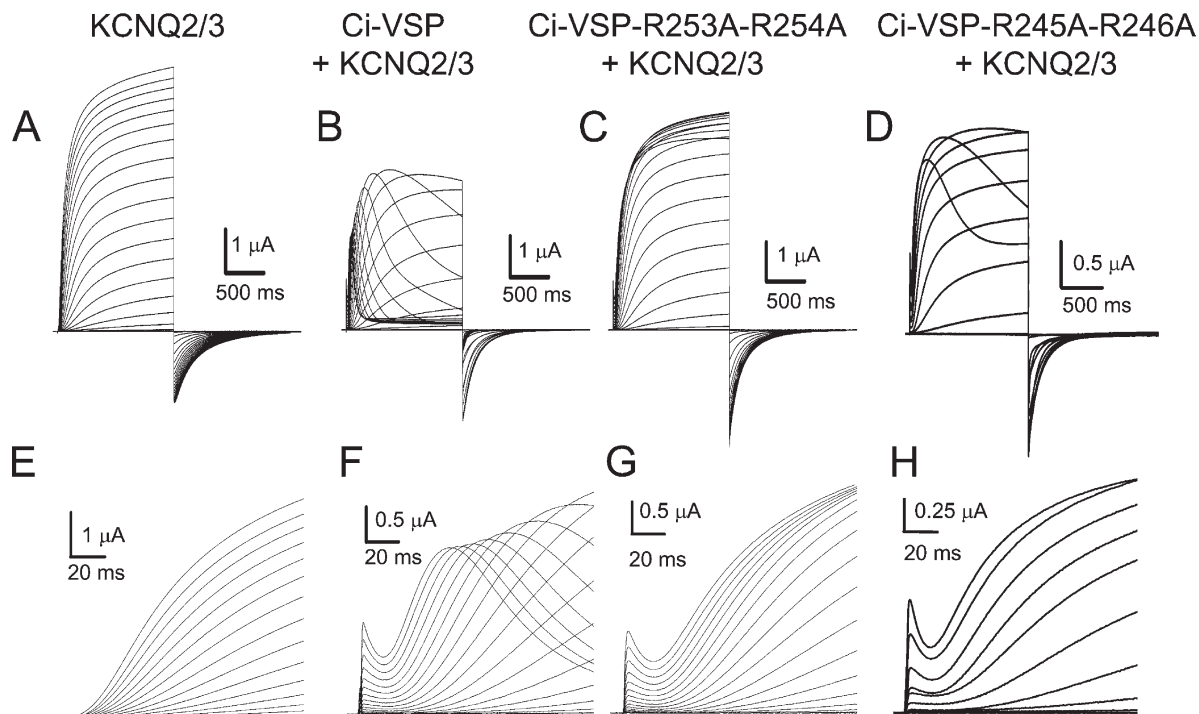 KCNQ2/3
Ci-VSP
+ KCNQ2/3
Ci-VSP-R253A-R254A
+ KCNQ2/3
Ci-VSP-R245A-R246A
+ KCNQ2/3
A
B
C
D
1 μA
500 ms
1 μA
500 ms
1 μA
500 ms
0.5 μA
500 ms
E
F
G
H
1 μA
20 ms
0.5 μA
20 ms
0.5 μA
20 ms
0.25 μA
20 ms